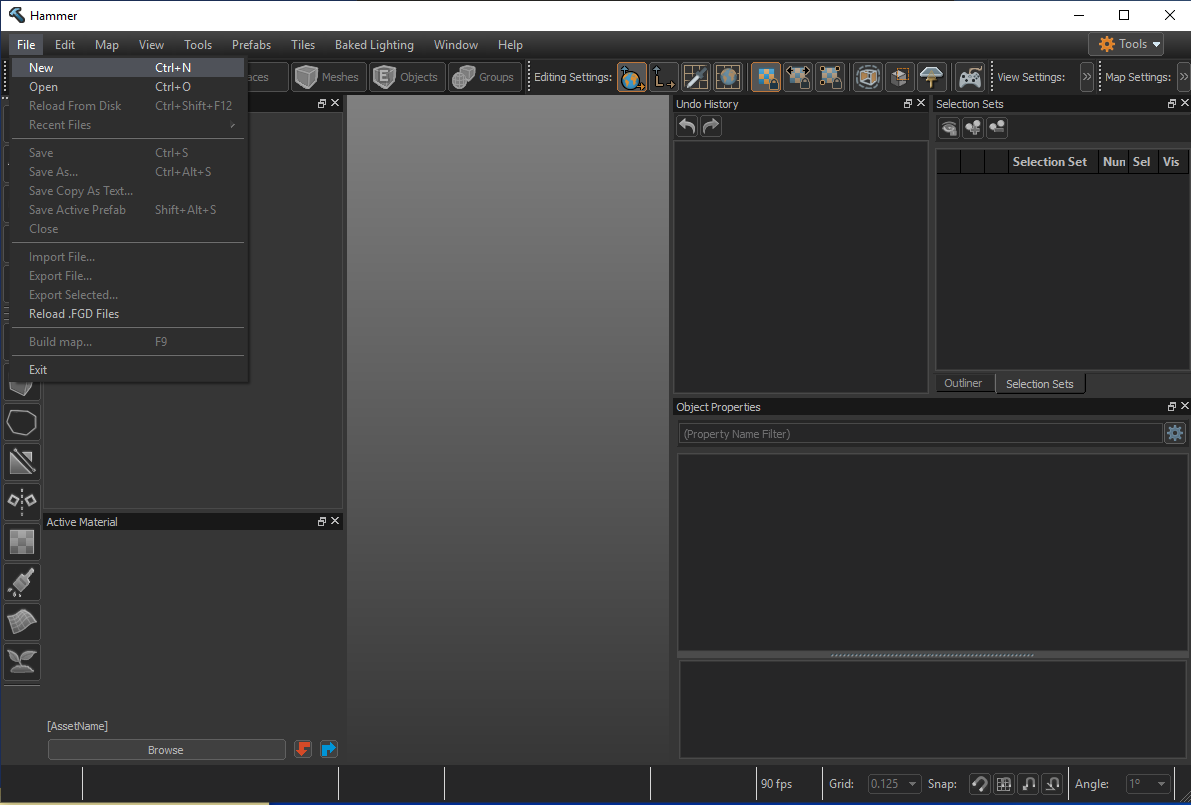 Hammer
File Edit Map View Tools Prefabs Tiles Baked Lighting Window Help
Tools
New Ctrl+N
Open Ctrl+O
Reload From Disk Ctrl+Shift+F12
Recent Files
Save Ctrl+S
Save As... Ctrl+Alt+S
Save Copy As Text...
Save Active Prefab Shift+Alt+S
Close
Import File...
Export File...
Export Selected...
Reload .FGD Files
Build map... F9
Exit
aces Meshes Objects Groups Editing Settings: View Settings: Map Settings:
Undo History
Selection Sets
Selection Set Num Sel Vis
Outliner Selection Sets
Object Properties
(Property Name Filter)
Active Material
[AssetName]
Browse
90 fps Grid: 0.125 Snap: Angle: 1°